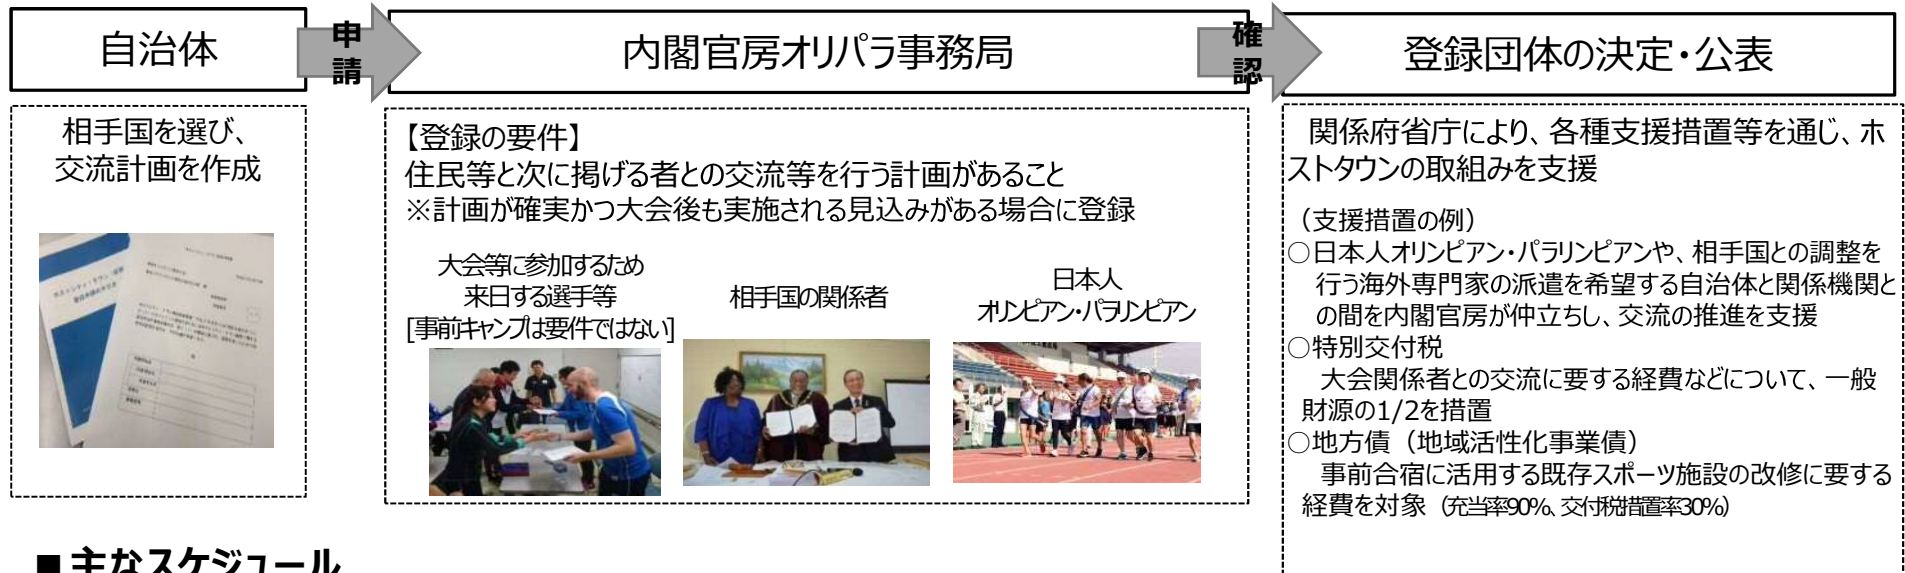 自治体
申請
内閣官房オリパラ事務局
確認
登録団体の決定・公表
相手国を選び、
交流計画を作成
【登録の要件】
住民等と次に掲げる者との交流等を行う計画があること
※計画が確実かつ大会後も実施される見込みがある場合に登録
大会等に参加するため
来日する選手等
[事前キャンプは要件ではない]
相手国の関係者
日本人
オリンピアン・パラリンピアン
関係府省庁により、各種支援措置等を通じ、ホ
ストタウンの取組みを支援
（支援措置の例）
○日本人オリンピアン・パラリンピアンや、相手国との調整を
行う海外専門家の派遣を希望する自治体と関係機関と
の間を内閣官房が仲立ちし、交流の推進を支援
○特別交付税
大会関係者との交流に要する経費などについて、一般
財源の1/2を措置
○地方債（地域活性化事業債）
事前合宿に活用する既存スポーツ施設の改修に要する
経費を対象（充当率90%、交付税措置率30%）
■主なスケジュール